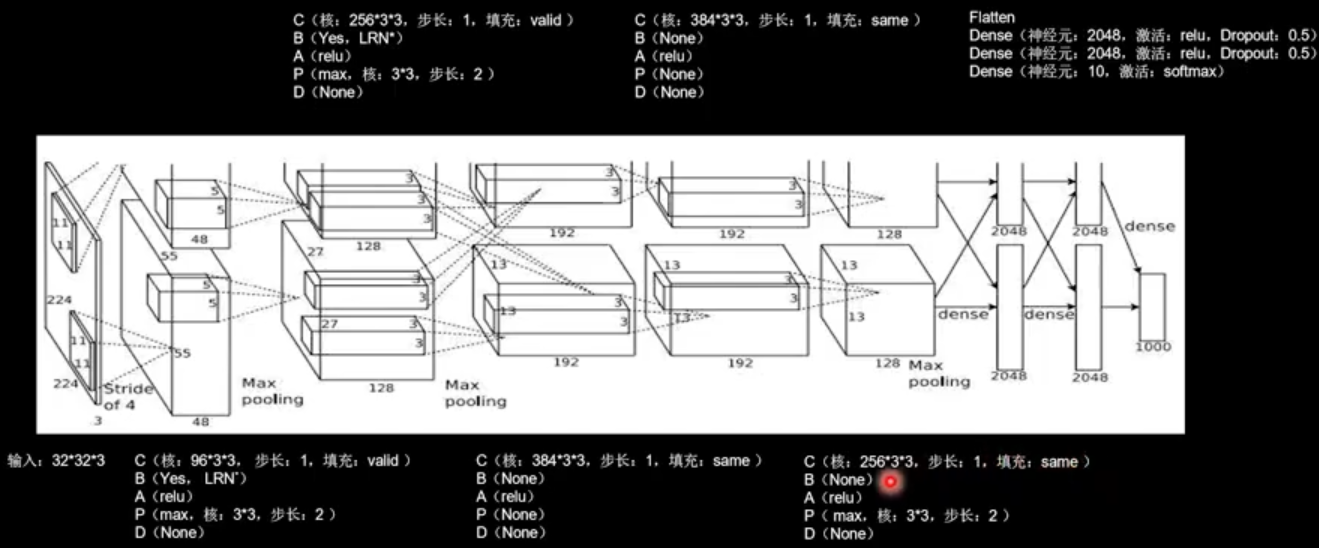 C（核：256*3*3，步长：1，填充：valid ）
B（Yes，LRN*）
A（relu）
P（max，核：3*3，步长：2 ）
D（None）
C（核：384*3*3，步长：1，填充：same ）
B（None）
A（relu）
P（None）
D（None）
Flatten
Dense（神经元：2048，激活：relu，Dropout：0.5）
Dense（神经元：2048，激活：relu，Dropout：0.5）
Dense（神经元：10，激活：softmax）
11
11
224
11
11
224
3
Stride of 4
5
5
48
55
5
5
55
48
Max
pooling
3
3
3
3
128
27
3
3
27
3
3
128
Max
pooling
3
3
192
13
3
3
13
192
3
3
192
13
3
3
13
192
128
13
13
128
Max
pooling
2048
2048
dense
dense
dense
2048
2048
1000
输入：32*32*3
C（核：96*3*3， 步长：1，填充：valid ）
B（Yes， LRN*）
A（relu）
P（max，核：3*3，步长：2 ）
D（None）
C（核：384*3*3，步长：1，填充：same ）
B（None）
A（relu）
P（None）
D（None）
C（核：256*3*3，步长：1，填充：same ）
B（None）
A（relu）
P（ max，核：3*3，步长：2 ）
D（None）